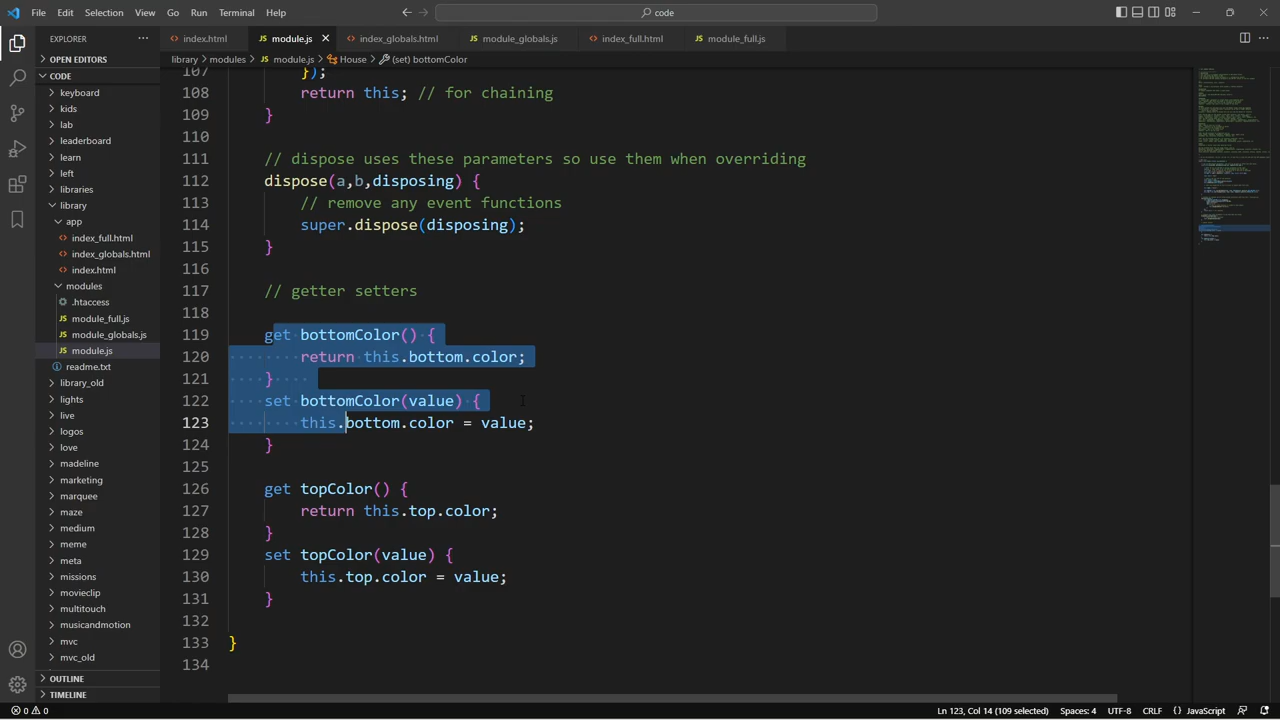 File Edit Selection View Go Run Terminal Help
code
EXPLORER
OPEN EDITORS
CODE
keyboard
kids
lab
leaderboard
learn
left
libraries
library
app
index_full.html
index_globals.html
index.html
modules
.htaccess
module_full.js
module_globals.js
module.js
readme.txt
library_old
lights
live
logos
love
madeline
marketing
marquee
maze
medium
meme
meta
missions
movieclip
multitouch
musicandmotion
mvc
mvc_old
OUTLINE
TIMELINE
index.html module.js index_globals.html module_globals.js index_full.html module_full.js
library > modules > module.js > House > (set) bottomColor
107 });
108 return this; // for chaining
109 }
110
111 // dispose uses these parameters so use them when overriding
112 dispose(a,b,disposing) {
113 // remove any event functions
114 super.dispose(disposing);
115 }
116
117 // getter setters
118
119 get bottomColor() {
120 return this.bottom.color;
121 }
122 set bottomColor(value) {
123 this.bottom.color = value;
124 }
125
126 get topColor() {
127 return this.top.color;
128 }
129 set topColor(value) {
130 this.top.color = value;
131 }
132
133 }
134
0 0 Ln 123, Col 14 (109 selected) Spaces: 4 UTF-8 CRLF {} JavaScript